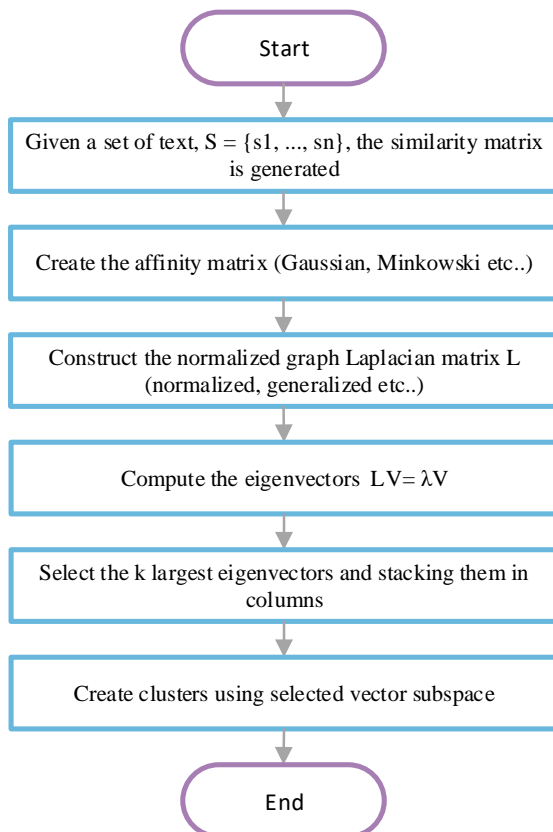 Start
Given a set of text, S = {s1, ..., sn}, the similarity matrix
is generated
Create the affinity matrix (Gaussian, Minkowski etc..)
Construct the normalized graph Laplacian matrix L
(normalized, generalized etc..)
Compute the eigenvectors LV= λV
Select the k largest eigenvectors and stacking them in
columns
Create clusters using selected vector subspace
End